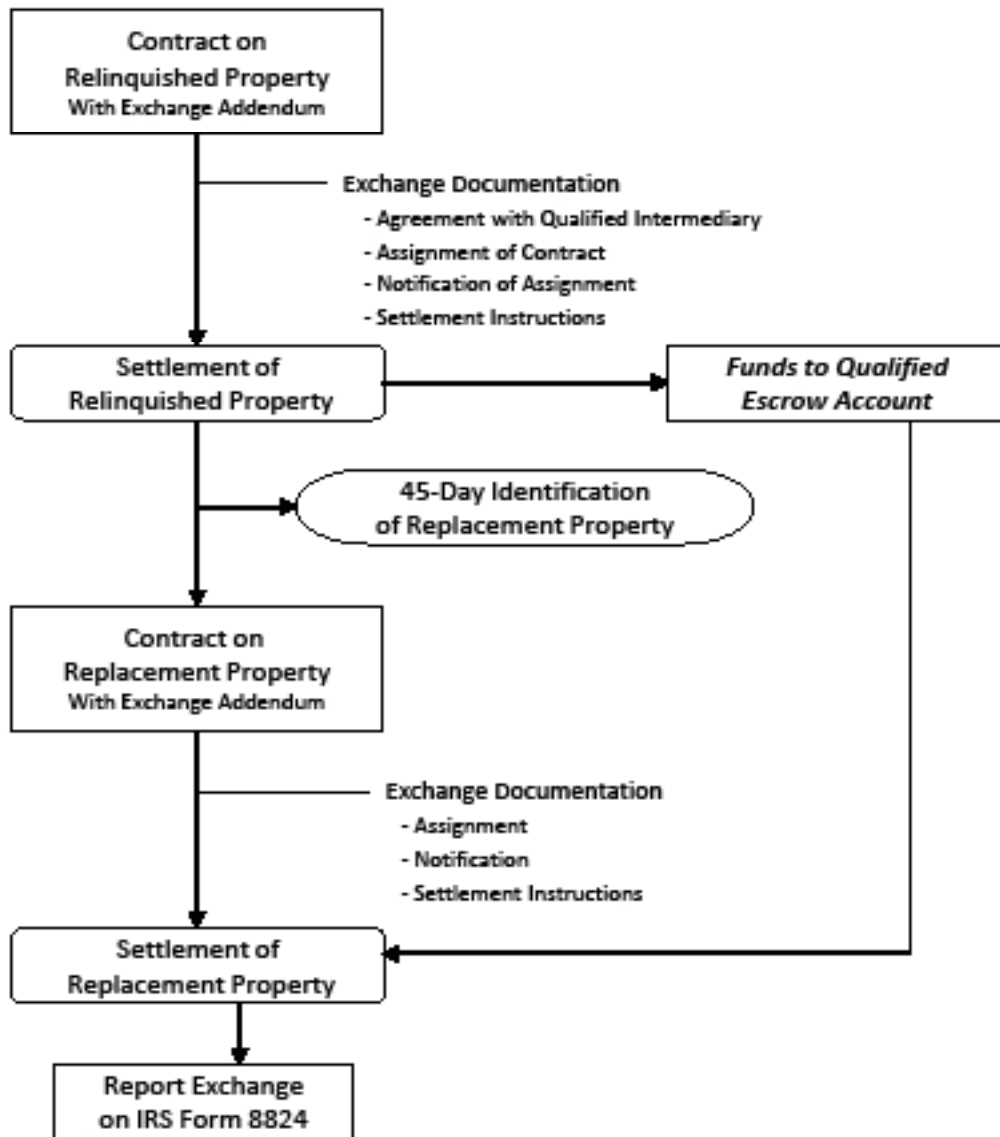 Contract on
Relinquished Property
With Exchange Addendum
Exchange Documentation
- Agreement with Qualified Intermediary
- Assignment of Contract
- Notification of Assignment
- Settlement Instructions
Settlement of
Relinquished Property
Funds to Qualified
Escrow Account
45-Day Identification
of Replacement Property
Contract on
Replacement Property
With Exchange Addendum
Exchange Documentation
- Assignment
- Notification
- Settlement Instructions
Settlement of
Replacement Property
Report Exchange
on IRS Form 8824